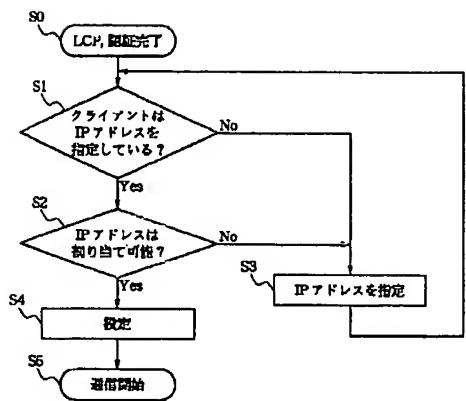 S0
LCP, 認証完了
S1
クライアントは
IPアドレスを
指定している?
No
Yes
S2
IPアドレスは
割り当て可能?
No
Yes
S3
IPアドレスを指定
S4
設定
S5
通信開始